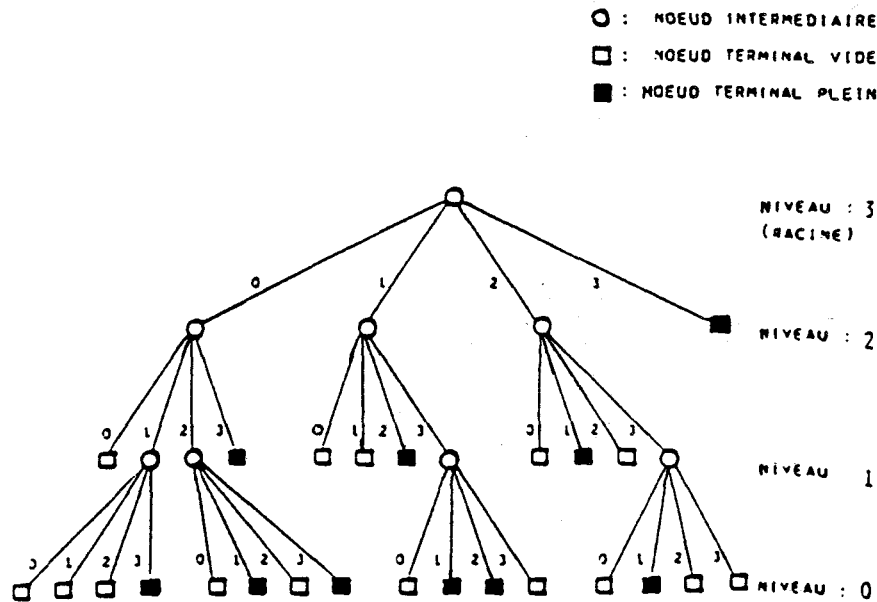 : NOEUD INTERMEDIAIRE
: NOEUD TERMINAL VIDE
: NOEUD TERMINAL PLEIN
NIVEAU : 3
(RACINE)
0 1 2 3
NIVEAU : 2
0 1 2 3 0 1 2 3 0 1 2 3
NIVEAU 1
0 1 2 3 0 1 2 3 0 1 2 3 0 1 2 3
NIVEAU : 0